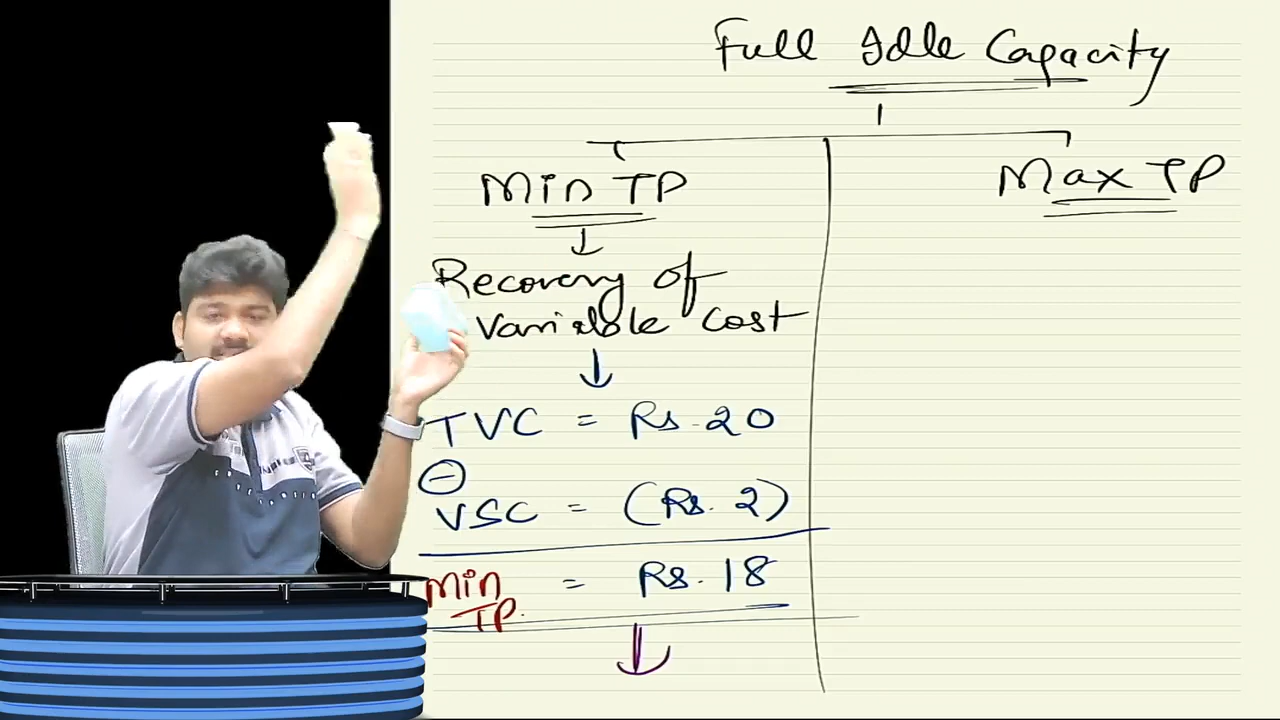 Full Idle Capacity
Min TP
Recovery of
Variable Cost
TVC = Rs. 20
(-)
VSC = (Rs. 2)
Min TP. = Rs. 18
Max TP